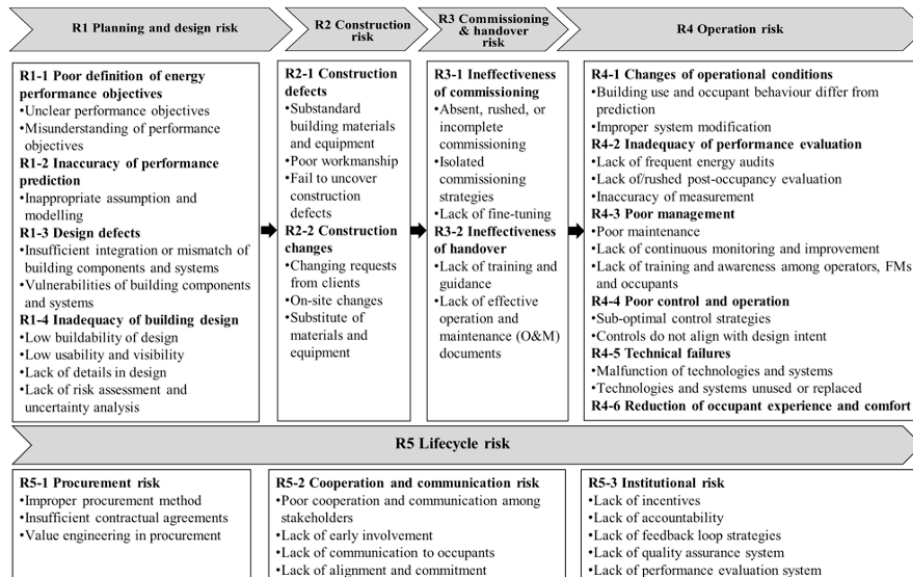 R1 Planning and design risk
R2 Construction
risk
R3 Commissioning
& handover
risk
R4 Operation risk
R1-1 Poor definition of energy
performance objectives
•Unclear performance objectives
•Misunderstanding of performance
objectives
R1-2 Inaccuracy of performance
prediction
•Inappropriate assumption and
modelling
R1-3 Design defects
•Insufficient integration or mismatch of
building components and systems
•Vulnerabilities of building components
and systems
R1-4 Inadequacy of building design
•Low buildability of design
•Low usability and visibility
•Lack of details in design
•Lack of risk assessment and
uncertainty analysis
R2-1 Construction
defects
•Substandard
building materials
and equipment
•Poor workmanship
•Fail to uncover
construction
defects
R2-2 Construction
changes
•Changing requests
from clients
•On-site changes
•Substitute of
materials and
equipment
R3-1 Ineffectiveness
of commissioning
•Absent, rushed, or
incomplete
commissioning
•Isolated
commissioning
strategies
•Lack of fine-tuning
R3-2 Ineffectiveness
of handover
•Lack of training and
guidance
•Lack of effective
operation and
maintenance (O&M)
documents
R4-1 Changes of operational conditions
•Building use and occupant behaviour differ from
prediction
•Improper system modification
R4-2 Inadequacy of performance evaluation
•Lack of frequent energy audits
•Lack of/rushed post-occupancy evaluation
•Inaccuracy of measurement
R4-3 Poor management
•Poor maintenance
•Lack of continuous monitoring and improvement
•Lack of training and awareness among operators, FMs
and occupants
R4-4 Poor control and operation
•Sub-optimal control strategies
•Controls do not align with design intent
R4-5 Technical failures
•Malfunction of technologies and systems
•Technologies and systems unused or replaced
R4-6 Reduction of occupant experience and comfort
R5 Lifecycle risk
R5-1 Procurement risk
•Improper procurement method
•Insufficient contractual agreements
•Value engineering in procurement
R5-2 Cooperation and communication risk
•Poor cooperation and communication among
stakeholders
•Lack of early involvement
•Lack of communication to occupants
•Lack of alignment and commitment
R5-3 Institutional risk
•Lack of incentives
•Lack of accountability
•Lack of feedback loop strategies
•Lack of quality assurance system
•Lack of performance evaluation system